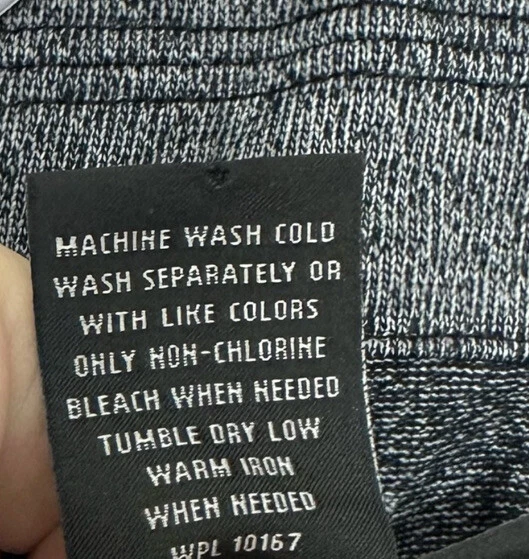 MACHINE WASH COLD
WASH SEPARATELY OR
WITH LIKE COLORS
ONLY NON-CHLORINE
BLEACH WHEN NEEDED
TUMBLE DRY LOW
WARM IRON
WHEN NEEDED
WPL 10167